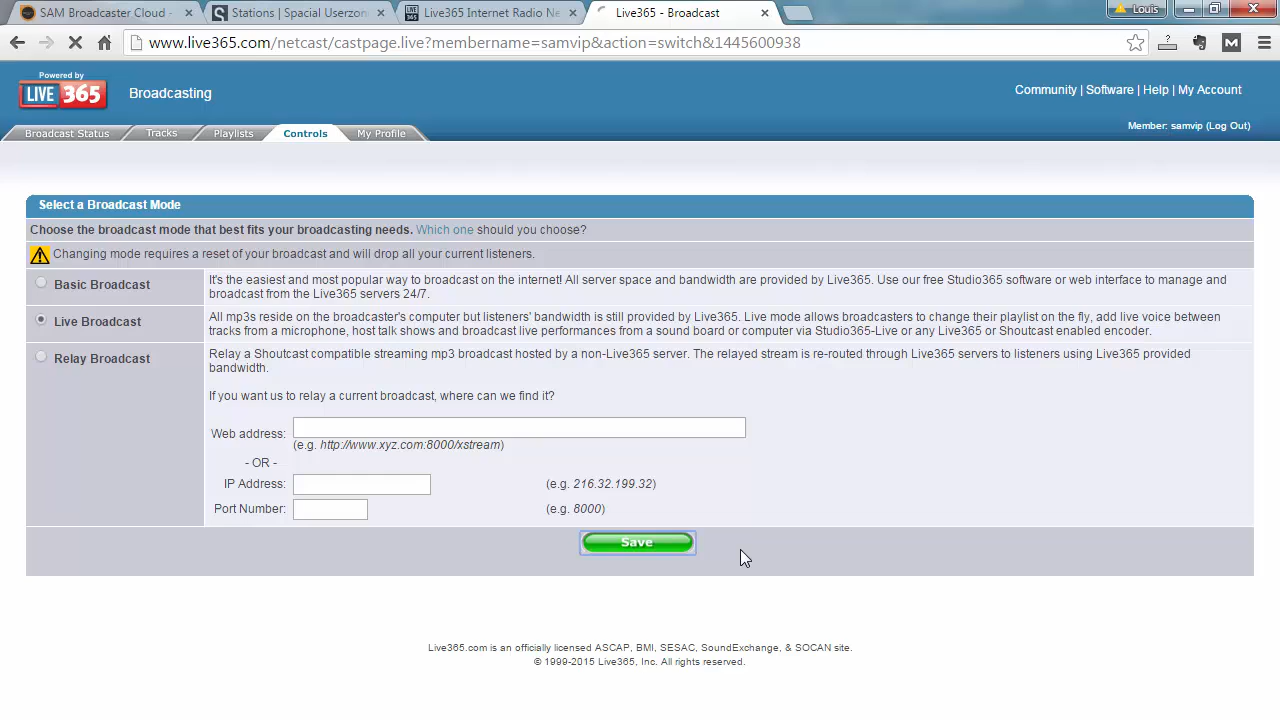 SAM Broadcaster Cloud -
Stations | Spacial Userzon
Live365 Internet Radio Ne
Live365 - Broadcast
Louis
www.live365.com/netcast/castpage.live?membername=samvip&action=switch&1445600938
Powered by
LIVE 365
Broadcasting
Community | Software | Help | My Account
Member: samvip (Log Out)
Broadcast Status
Tracks
Playlists
Controls
My Profile
Select a Broadcast Mode
Choose the broadcast mode that best fits your broadcasting needs. Which one should you choose?
Changing mode requires a reset of your broadcast and will drop all your current listeners.
Basic Broadcast
It's the easiest and most popular way to broadcast on the internet! All server space and bandwidth are provided by Live365. Use our free Studio365 software or web interface to manage and
broadcast from the Live365 servers 24/7.
Live Broadcast
All mp3s reside on the broadcaster's computer but listeners' bandwidth is still provided by Live365. Live mode allows broadcasters to change their playlist on the fly, add live voice between
tracks from a microphone, host talk shows and broadcast live performances from a sound board or computer via Studio365-Live or any Live365 or Shoutcast enabled encoder.
Relay Broadcast
Relay a Shoutcast compatible streaming mp3 broadcast hosted by a non-Live365 server. The relayed stream is re-routed through Live365 servers to listeners using Live365 provided
bandwidth.
If you want us to relay a current broadcast, where can we find it?
Web address:
(e.g. http://www.xyz.com:8000/xstream)
- OR -
IP Address:
(e.g. 216.32.199.32)
Port Number:
(e.g. 8000)
Save
Live365.com is an officially licensed ASCAP, BMI, SESAC, SoundExchange, & SOCAN site.
© 1999-2015 Live365, Inc. All rights reserved.